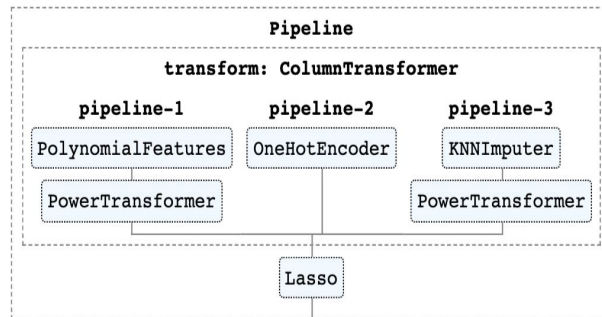 Pipeline
transform: ColumnTransformer
pipeline-1 pipeline-2 pipeline-3
PolynomialFeatures OneHotEncoder KNNImputer
PowerTransformer PowerTransformer
Lasso